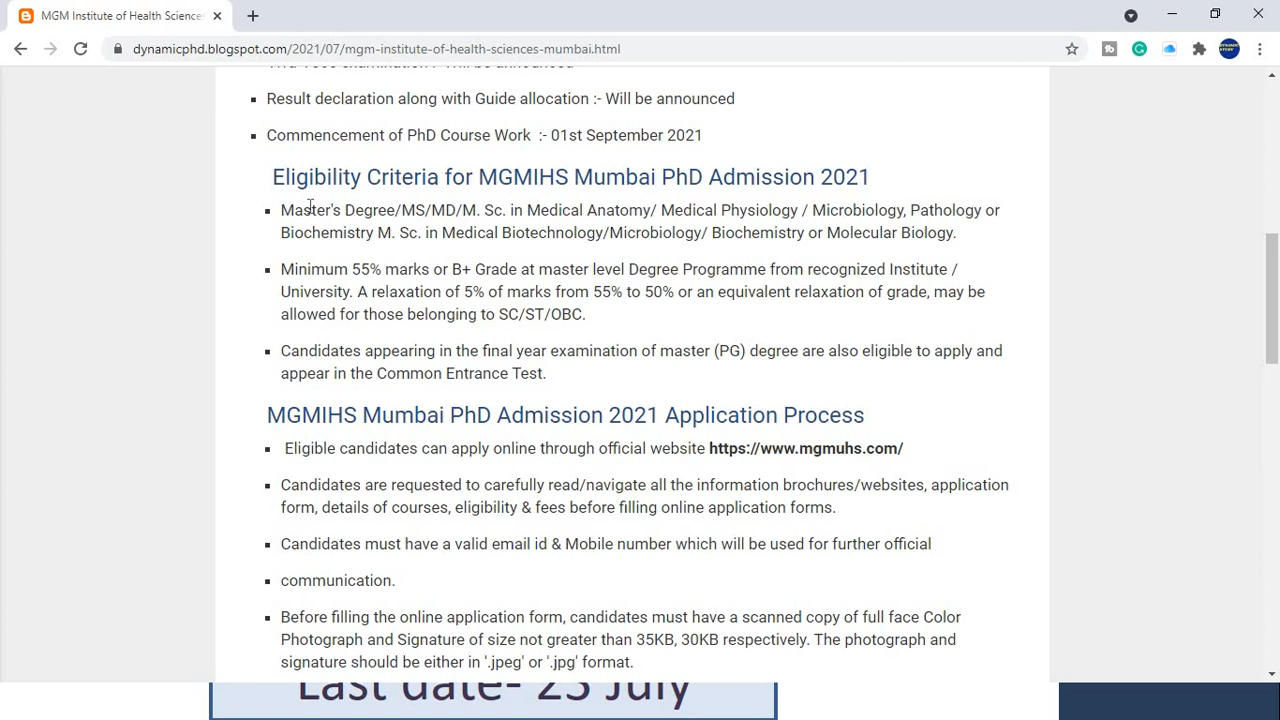 MGM Institute of Health Sciences
dynamicphd.blogspot.com/2021/07/mgm-institute-of-health-sciences-mumbai.html
Result declaration along with Guide allocation :- Will be announced
Commencement of PhD Course Work :- 01st September 2021
Eligibility Criteria for MGMIHS Mumbai PhD Admission 2021
Master's Degree/MS/MD/M. Sc. in Medical Anatomy/ Medical Physiology / Microbiology, Pathology or
Biochemistry M. Sc. in Medical Biotechnology/Microbiology/ Biochemistry or Molecular Biology.
Minimum 55% marks or B+ Grade at master level Degree Programme from recognized Institute /
University. A relaxation of 5% of marks from 55% to 50% or an equivalent relaxation of grade, may be
allowed for those belonging to SC/ST/OBC.
Candidates appearing in the final year examination of master (PG) degree are also eligible to apply and
appear in the Common Entrance Test.
MGMIHS Mumbai PhD Admission 2021 Application Process
Eligible candidates can apply online through official website https://www.mgmuhs.com/
Candidates are requested to carefully read/navigate all the information brochures/websites, application
form, details of courses, eligibility & fees before filling online application forms.
Candidates must have a valid email id & Mobile number which will be used for further official
communication.
Before filling the online application form, candidates must have a scanned copy of full face Color
Photograph and Signature of size not greater than 35KB, 30KB respectively. The photograph and
signature should be either in '.jpeg' or '.jpg' format.
Last date- 25 July